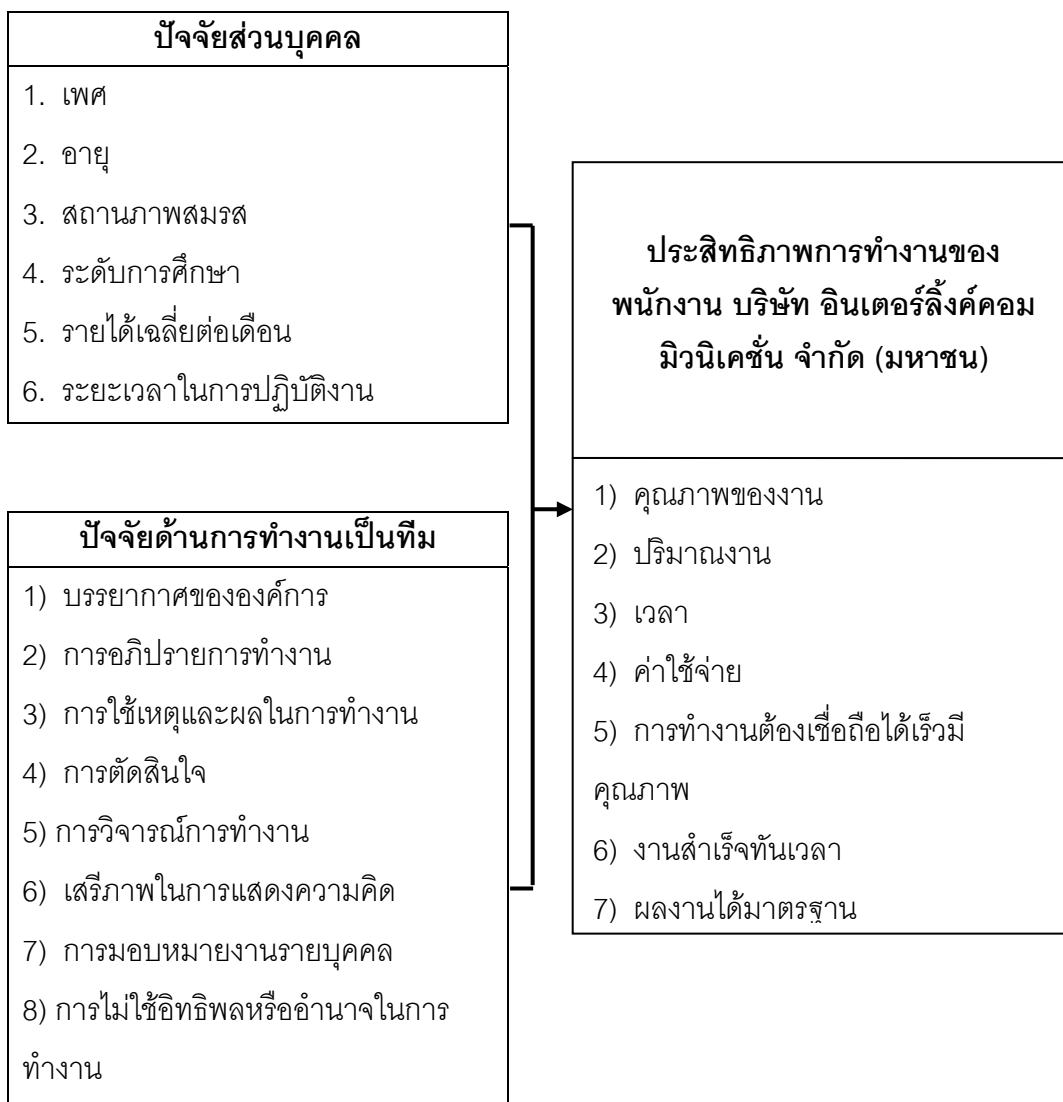 ปัจจัยส่วนบุคคล
1. เพศ
2. อายุ
3. สถานภาพสมรส
4. ระดับการศึกษา
5. รายได้เฉลี่ยต่อเดือน
6. ระยะเวลาในการปฏิบัติงาน
ปัจจัยด้านการทำงานเป็นทีม
1) บรรยากาศขององค์การ
2) การอภิปรายการทำงาน
3) การใช้เหตุและผลในการทำงาน
4) การตัดสินใจ
5) การวิจารณ์การทำงาน
6) เสรีภาพในการแสดงความคิด
7) การมอบหมายงานรายบุคคล
8) การไม่ใช้อิทธิพลหรืออำนาจในการ
ทำงาน
ประสิทธิภาพการทำงานของ
พนักงาน บริษัท อินเตอร์ลิ้งค์คอม
มิวนิเคชั่น จำกัด (มหาชน)
1) คุณภาพของงาน
2) ปริมาณงาน
3) เวลา
4) ค่าใช้จ่าย
5) การทำงานต้องเชื่อถือได้เร็วมี
คุณภาพ
6) งานสำเร็จทันเวลา
7) ผลงานได้มาตรฐาน